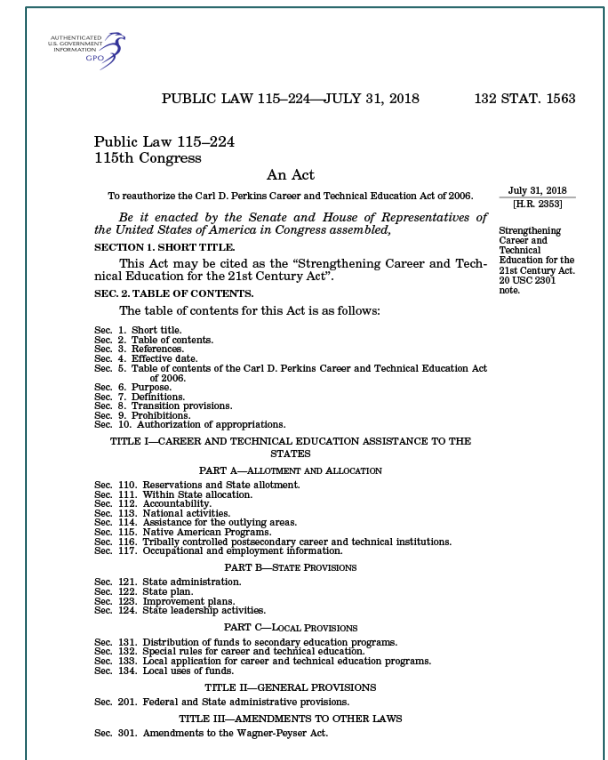 AUTHENTICATED
U.S. GOVERNMENT
INFORMATION
GPO
PUBLIC LAW 115–224—JULY 31, 2018 132 STAT. 1563
Public Law 115–224
115th Congress
An Act
To reauthorize the Carl D. Perkins Career and Technical Education Act of 2006.
July 31, 2018
[H.R. 2353]
Be it enacted by the Senate and House of Representatives of
the United States of America in Congress assembled,
Strengthening
Career and
Technical
Education for the
21st Century Act.
20 USC 2301
note.
SECTION 1. SHORT TITLE.
This Act may be cited as the “Strengthening Career and Tech-
nical Education for the 21st Century Act”.
SEC. 2. TABLE OF CONTENTS.
The table of contents for this Act is as follows:
Sec. 1. Short title.
Sec. 2. Table of contents.
Sec. 3. References.
Sec. 4. Effective date.
Sec. 5. Table of contents of the Carl D. Perkins Career and Technical Education Act
of 2006.
Sec. 6. Purpose.
Sec. 7. Definitions.
Sec. 8. Transition provisions.
Sec. 9. Prohibitions.
Sec. 10. Authorization of appropriations.
TITLE I—CAREER AND TECHNICAL EDUCATION ASSISTANCE TO THE
STATES
PART A—ALLOTMENT AND ALLOCATION
Sec. 110. Reservations and State allotment.
Sec. 111. Within State allocation.
Sec. 112. Accountability.
Sec. 113. National activities.
Sec. 114. Assistance for the outlying areas.
Sec. 115. Native American Programs.
Sec. 116. Tribally controlled postsecondary career and technical institutions.
Sec. 117. Occupational and employment information.
PART B—STATE PROVISIONS
Sec. 121. State administration.
Sec. 122. State plan.
Sec. 123. Improvement plans.
Sec. 124. State leadership activities.
PART C—LOCAL PROVISIONS
Sec. 131. Distribution of funds to secondary education programs.
Sec. 132. Special rules for career and technical education.
Sec. 133. Local application for career and technical education programs.
Sec. 134. Local uses of funds.
TITLE II—GENERAL PROVISIONS
Sec. 201. Federal and State administrative provisions.
TITLE III—AMENDMENTS TO OTHER LAWS
Sec. 301. Amendments to the Wagner-Peyser Act.